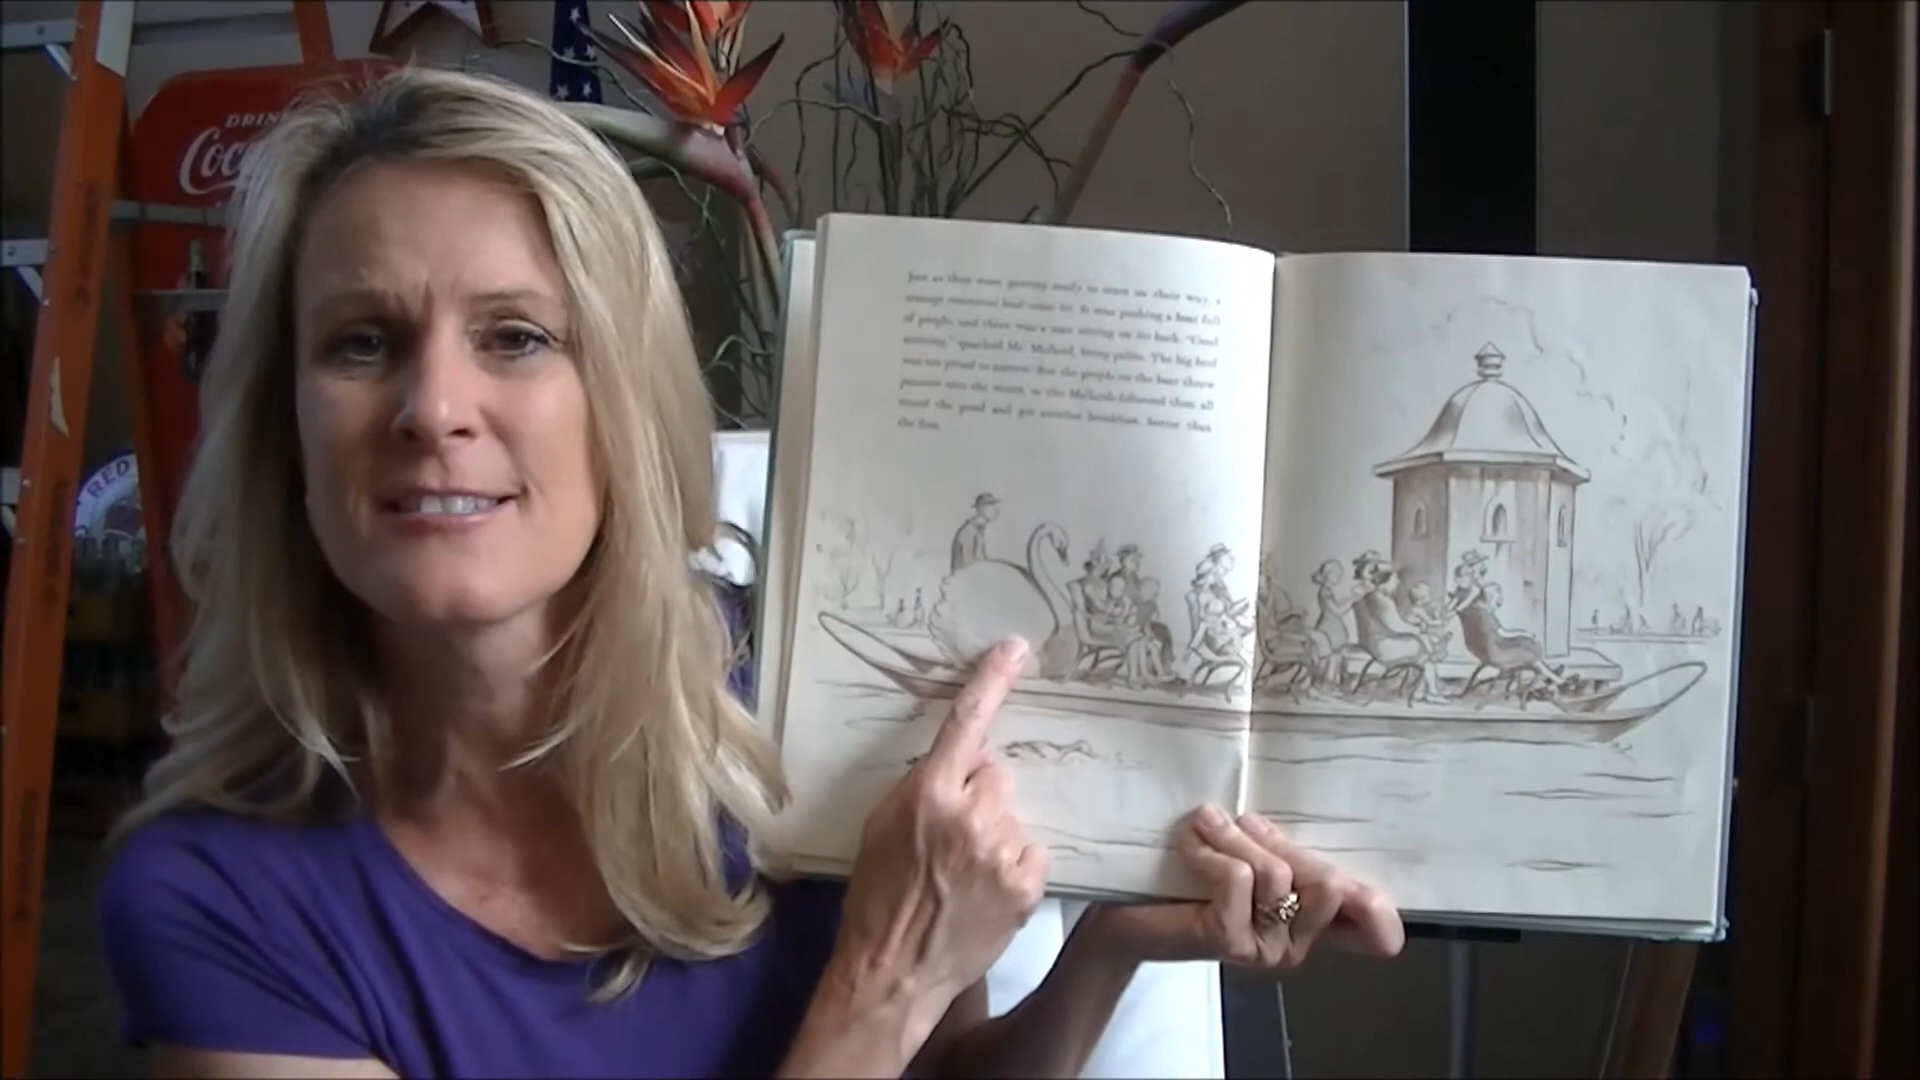 DRIN
Coc
RED
Just as they were getting ready to start on their way, a
strange enormous bird came by. It was pushing a boat full
of people, and there was a man sitting on its back. "Good
morning," quacked Mr. Mallard, being polite. The big bird
was too proud to answer. But the people on the boat threw
peanuts into the water, so the Mallards followed them all
round the pond and got another breakfast, better than
the first.